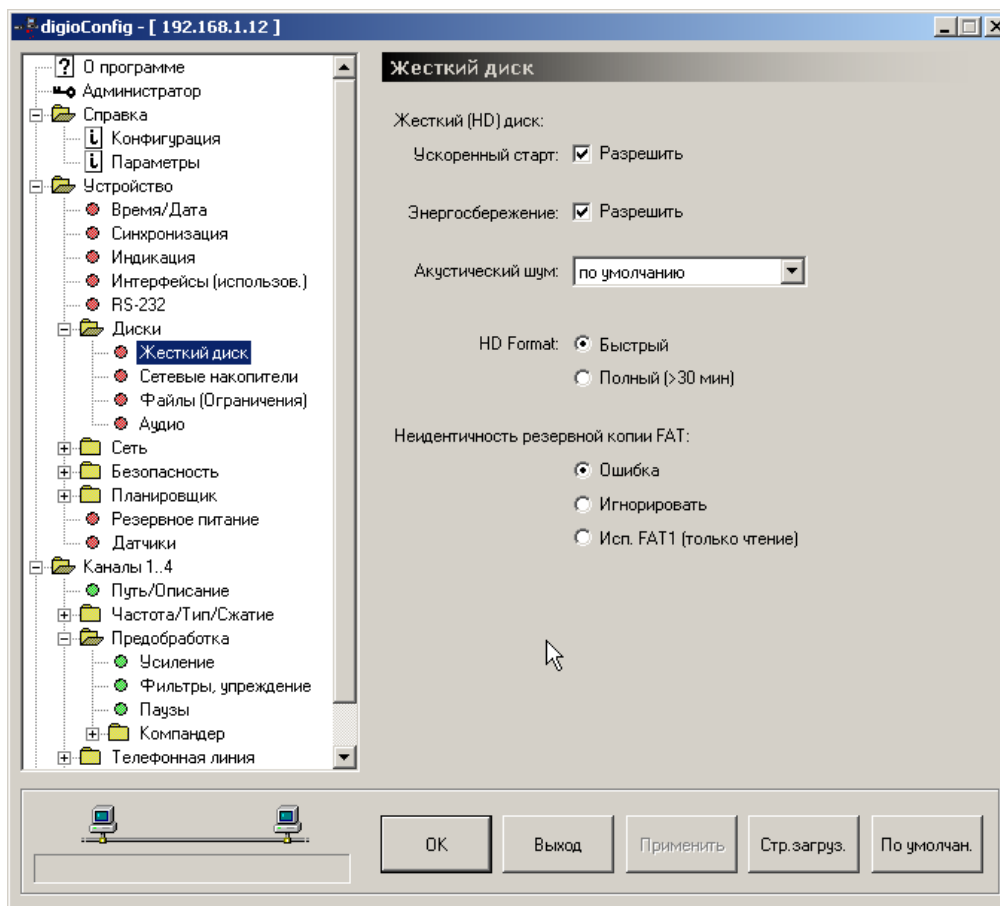 digioConfig - [ 192.168.1.12 ]
О программе
Администратор
Справка
Конфигурация
Параметры
Устройство
Время/Дата
Синхронизация
Индикация
Интерфейсы (использов.)
RS-232
Диски
Жесткий диск
Сетевые накопители
Файлы (Ограничения)
Аудио
Сеть
Безопасность
Планировщик
Резервное питание
Датчики
Каналы 1..4
Путь/Описание
Частота/Тип/Сжатие
Предобработка
Усиление
Фильтры, упреждение
Паузы
Компандер
Телефонная линия
Жесткий диск
Жесткий (HD) диск:
Ускоренный старт: Разрешить
Энергосбережение: Разрешить
Акустический шум: по умолчанию
HD Format: Быстрый
Полный (>30 мин)
Неидентичность резервной копии FAT:
Ошибка
Игнорировать
Исп. FAT1 (только чтение)
OK Выход Применить Стр.загруз. По умолчан.